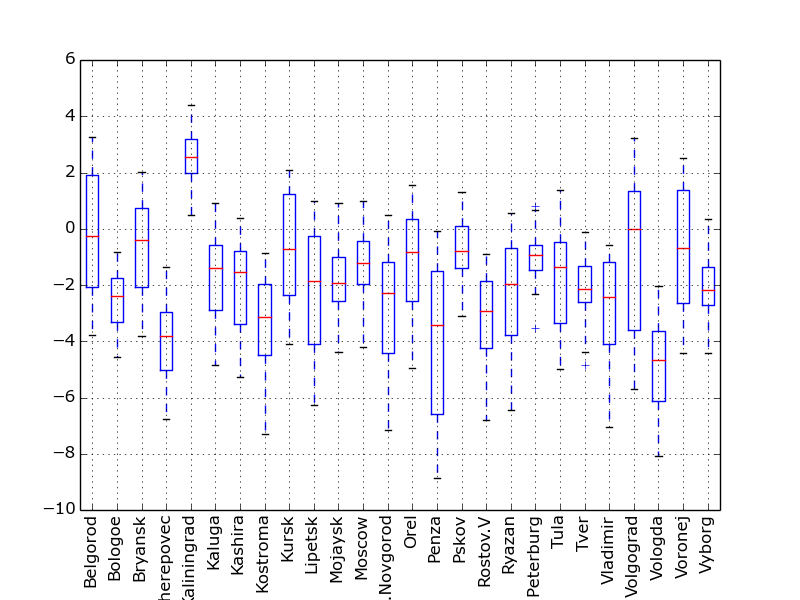 6
4
2
0
−2
−4
−6
−8
−10
Belgorod
Bologoe
Bryansk
herepovec
Kaliningrad
Kaluga
Kashira
Kostroma
Kursk
Lipetsk
Mojaysk
Moscow
.Novgorod
Orel
Penza
Pskov
Rostov.V
Ryazan
Peterburg
Tula
Tver
Vladimir
Volgograd
Vologda
Voronej
Vyborg